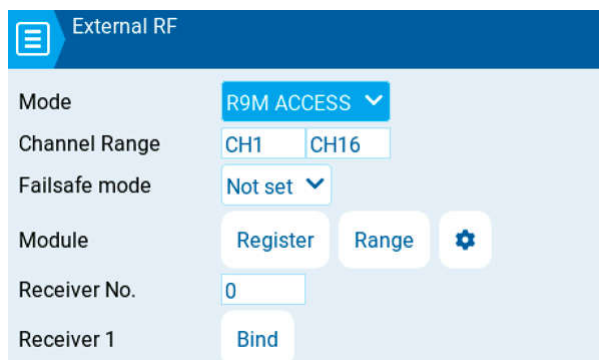 External RF
Mode R9M ACCESS
Channel Range CH1 CH16
Failsafe mode Not set
Module Register Range
Receiver No. 0
Receiver 1 Bind